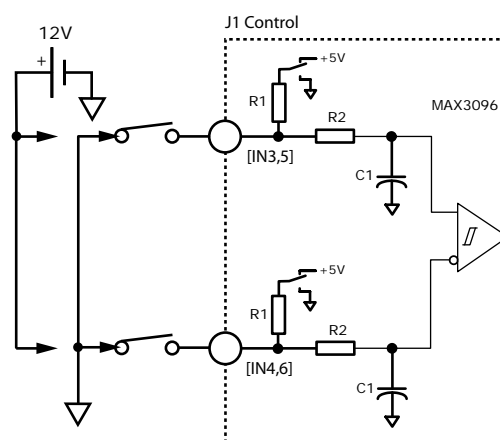 J1 Control
12V
+
+5V
R1
R2
MAX3096
[IN3,5]
C1
+5V
R1
R2
[IN4,6]
C1